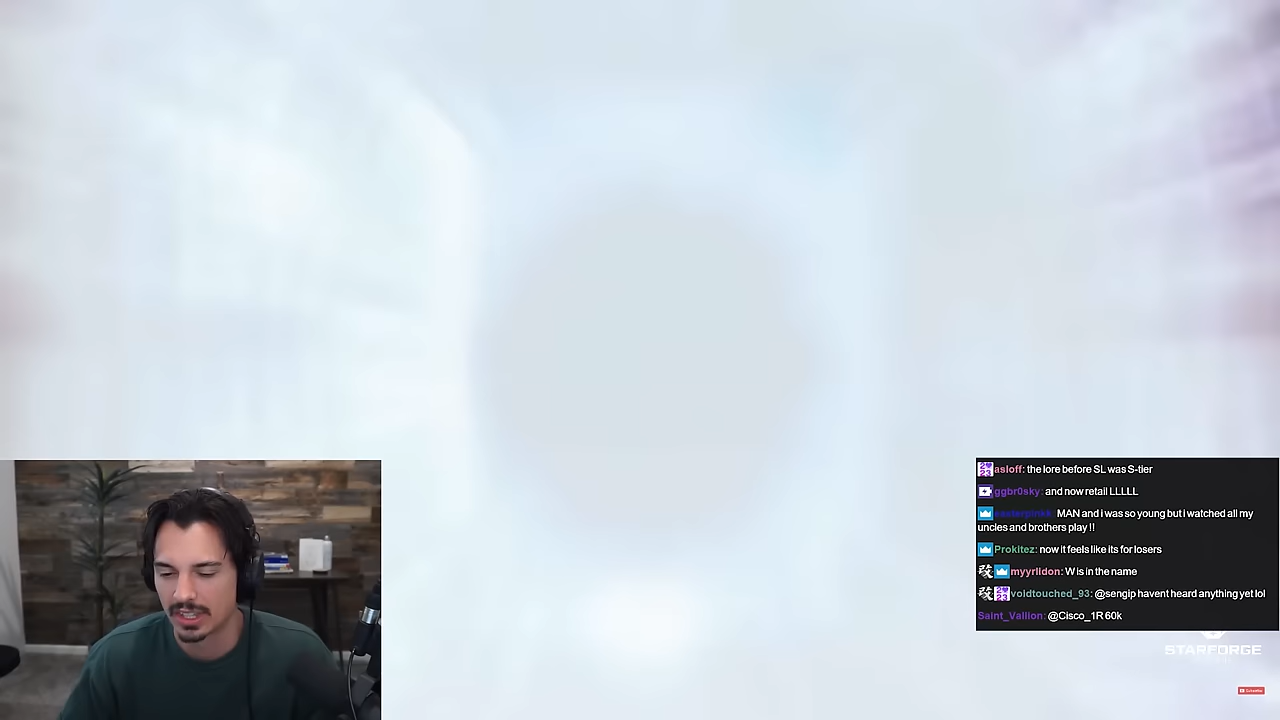 asloff: the lore before SL was S-tier
ggbr0sky: and now retail LLLLL
MAN and i was so young but i watched all my
uncles and brothers play !!
Prokitez: now it feels like its for losers
myyrlidon: W is in the name
voidtouched_93: @sengip havent heard anything yet lol
Saint_Vallion: @Cisco_1R 60k
STARFORGE
Subscribe